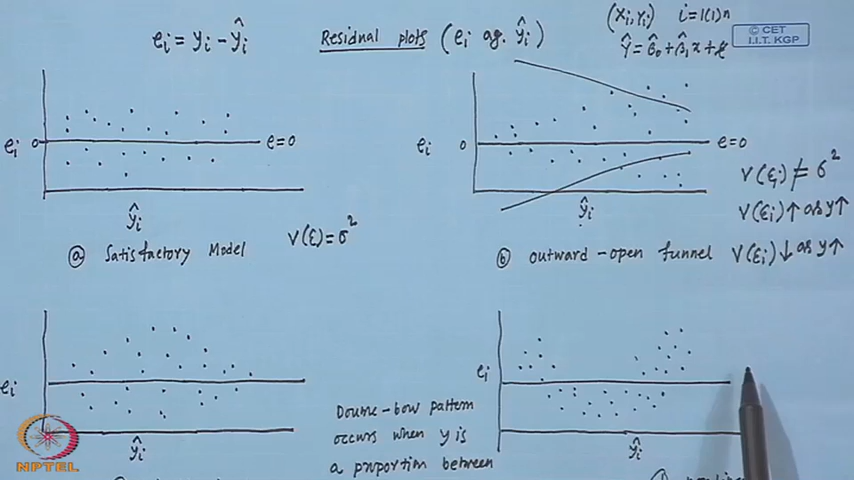 eᵢ = yᵢ − ŷᵢ
Residual plots (eᵢ ag. ŷᵢ)
(xᵢ, yᵢ) i = 1(1)n
© CET
I.I.T. KGP
eᵢ
0
e=0
ŷᵢ
eᵢ
0
e=0
ŷᵢ
V(εᵢ) ≠ σ²
V(εᵢ)↑ as y↑
ⓐ Satisfactory Model
V(ε) = σ²
ⓑ outward-open funnel
V(εᵢ)↓ as y↑
eᵢ
ŷᵢ
Double-bow pattern
occurs when y is
a proportion between
eᵢ
ŷᵢ
NPTEL